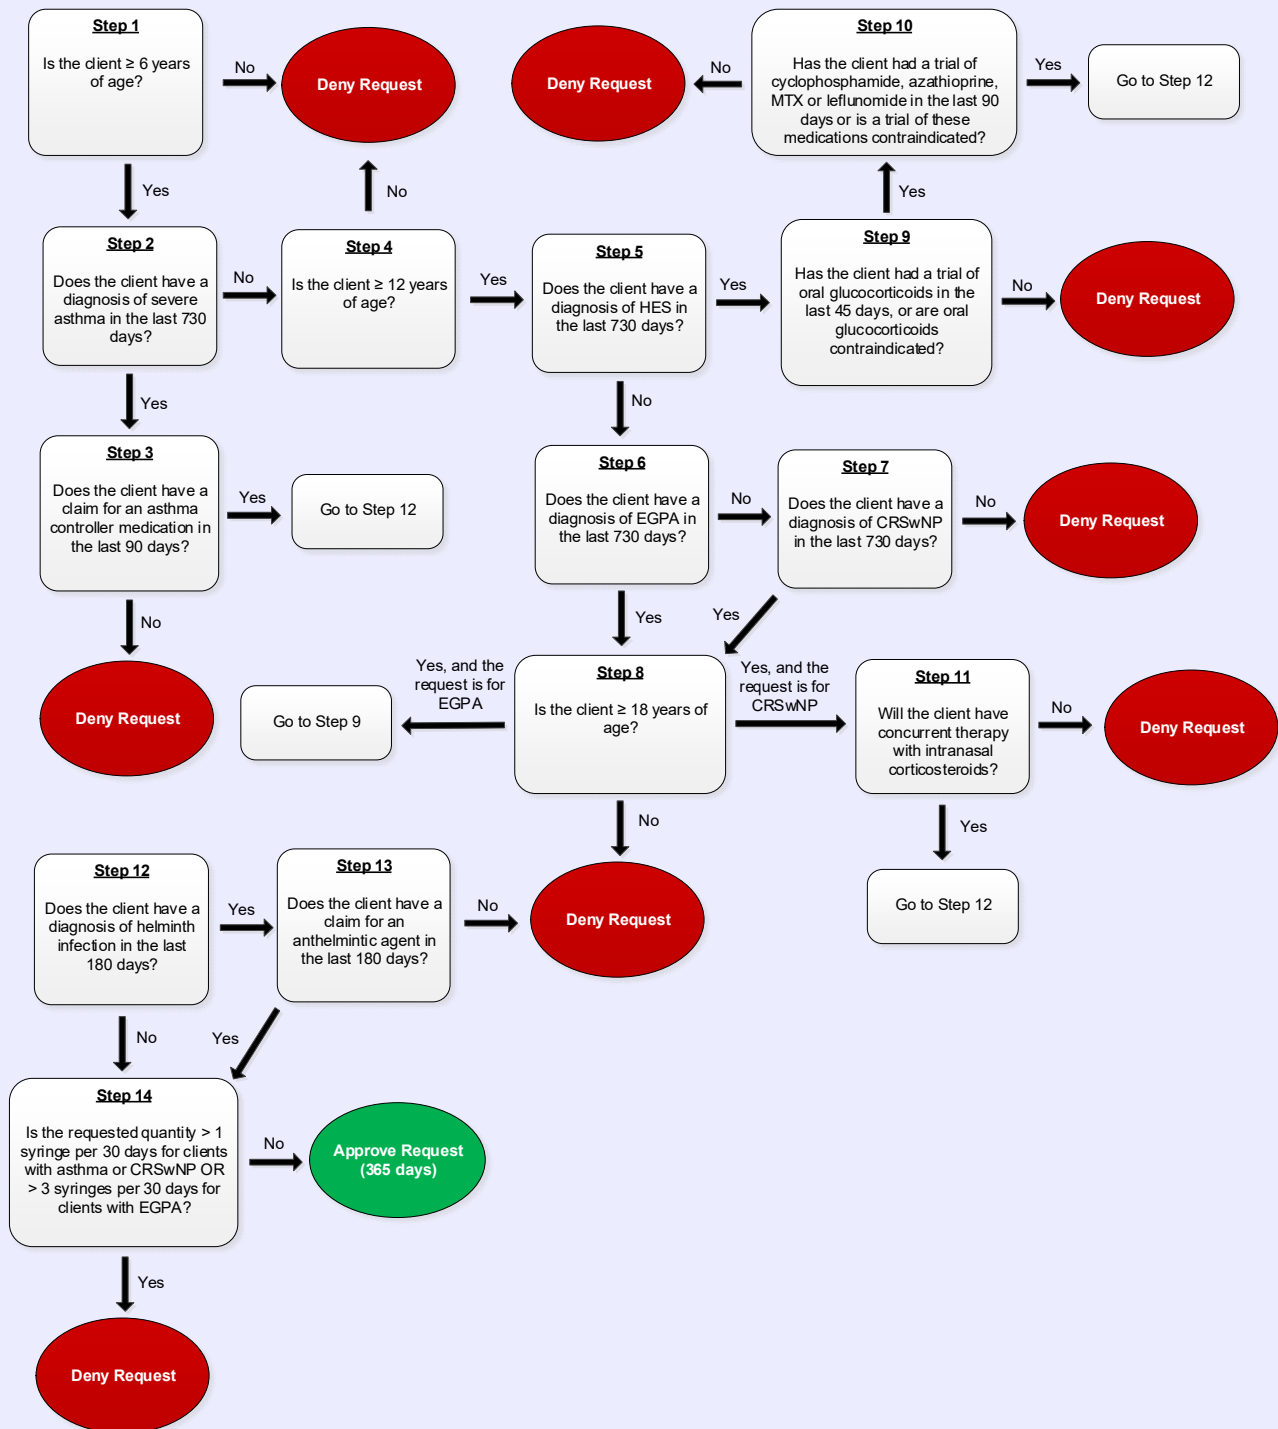 Step 1
Is the client ≥ 6 years
of age?
No
Deny Request
Yes
Step 2
Does the client have a
diagnosis of severe
asthma in the last 730
days?
No
Yes
Step 3
Does the client have a
claim for an asthma
controller medication in
the last 90 days?
Yes
Go to Step 12
No
Deny Request
Step 4
Is the client ≥ 12 years
of age?
No
Yes
Step 5
Does the client have a
diagnosis of HES in
the last 730 days?
Yes
No
Step 6
Does the client have a
diagnosis of EGPA in
the last 730 days?
No
Yes
Step 7
Does the client have a
diagnosis of CRSwNP
in the last 730 days?
No
Deny Request
Yes
Step 8
Is the client ≥ 18 years of
age?
Yes, and the
request is for
EGPA
Go to Step 9
Yes, and the
request is for
CRSwNP
No
Deny Request
Step 9
Has the client had a trial of
oral glucocorticoids in the
last 45 days, or are oral
glucocorticoids
contraindicated?
No
Deny Request
Yes
Step 10
Has the client had a trial of
cyclophosphamide, azathioprine,
MTX or leflunomide in the last 90
days or is a trial of these
medications contraindicated?
No
Deny Request
Yes
Go to Step 12
Step 11
Will the client have
concurrent therapy
with intranasal
corticosteroids?
No
Deny Request
Yes
Go to Step 12
Step 12
Does the client have a
diagnosis of helminth
infection in the last
180 days?
Yes
No
Step 13
Does the client have a
claim for an
anthelmintic agent in
the last 180 days?
No
Yes
Step 14
Is the requested quantity > 1
syringe per 30 days for clients
with asthma or CRSwNP OR
> 3 syringes per 30 days for
clients with EGPA?
No
Approve Request
(365 days)
Yes
Deny Request